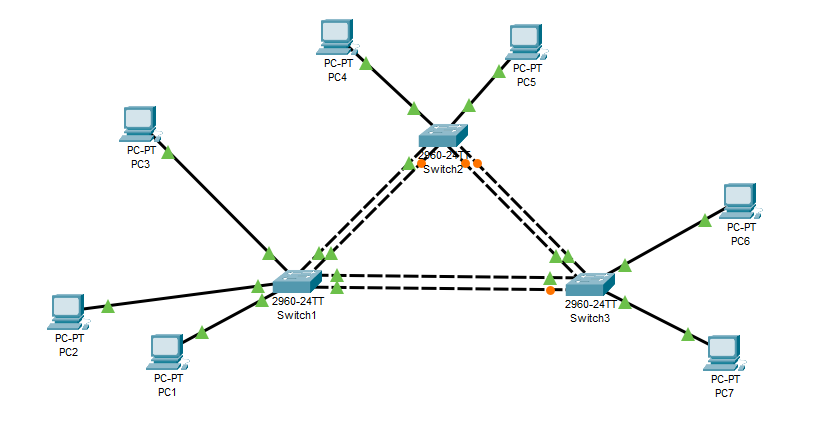 PC-PT
PC4
PC-PT
PC5
PC-PT
PC3
2960-24TT
Switch2
PC-PT
PC6
2960-24TT
Switch1
2960-24TT
Switch3
PC-PT
PC2
PC-PT
PC1
PC-PT
PC7